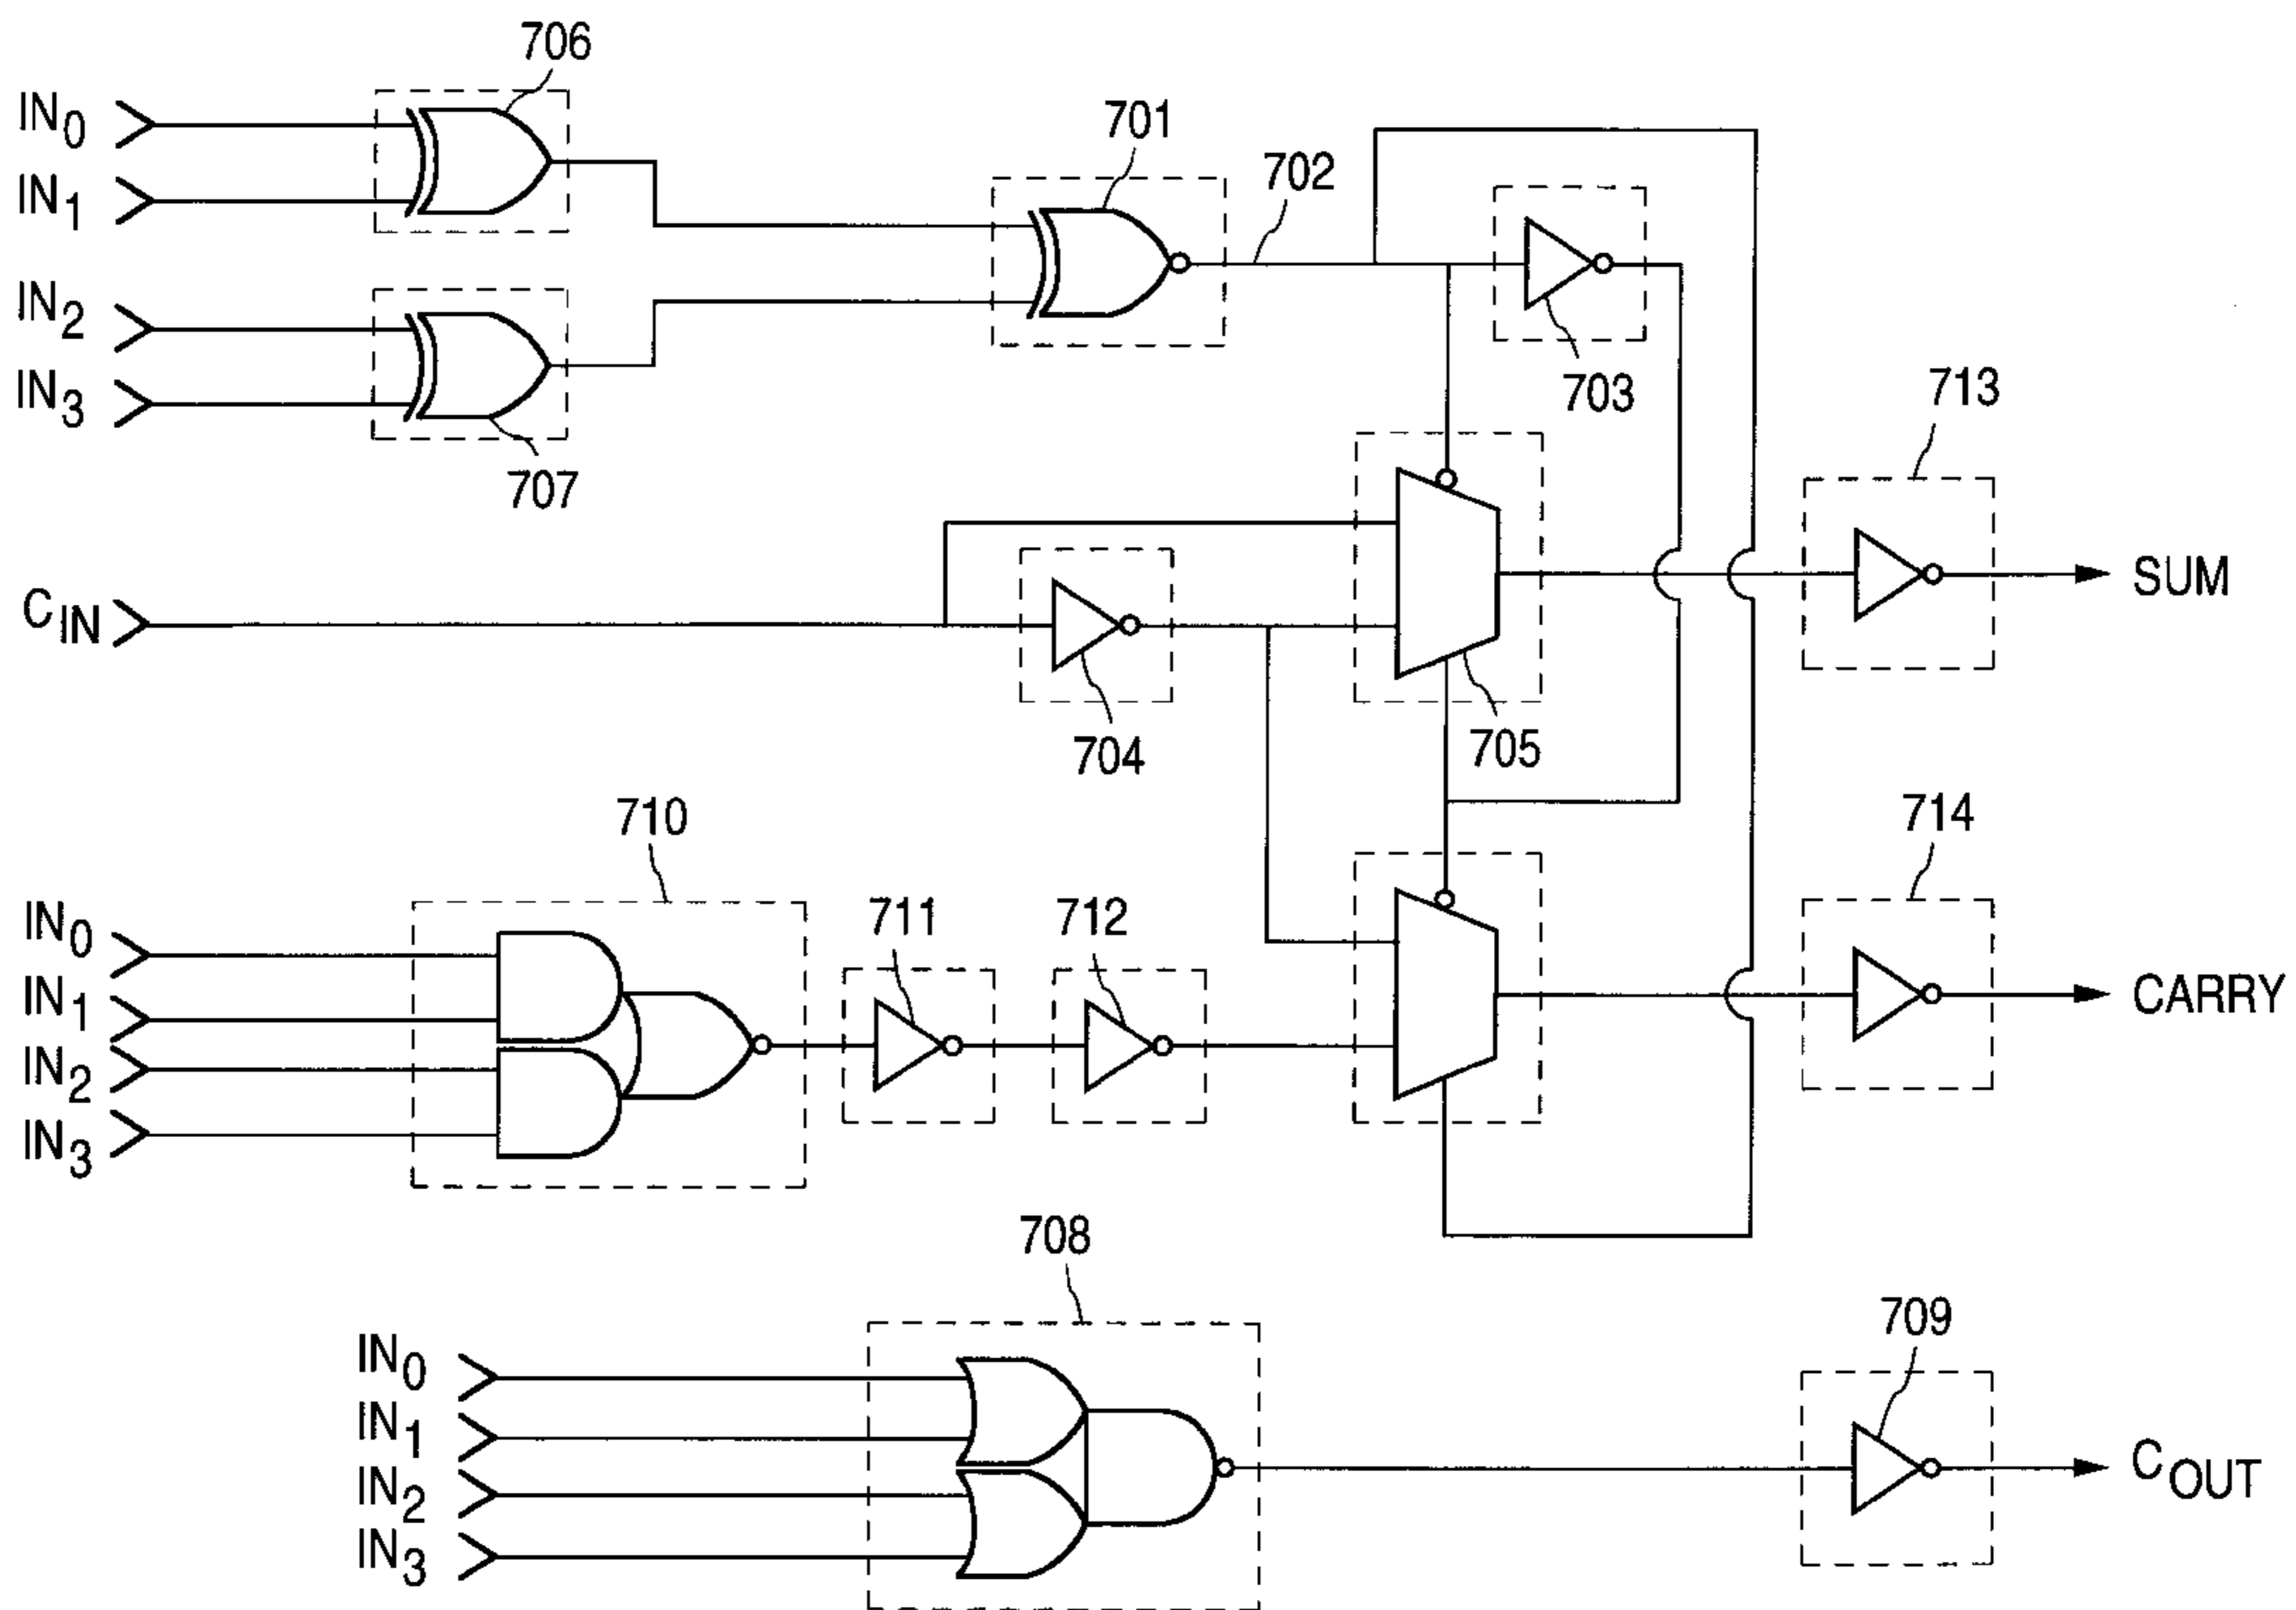 706
IN0
701
702
IN1
IN2
703
713
IN3
707
SUM
CIN
704
705
710
714
711
712
IN0
IN1
CARRY
IN2
IN3
708
709
IN0
IN1
COUT
IN2
IN3